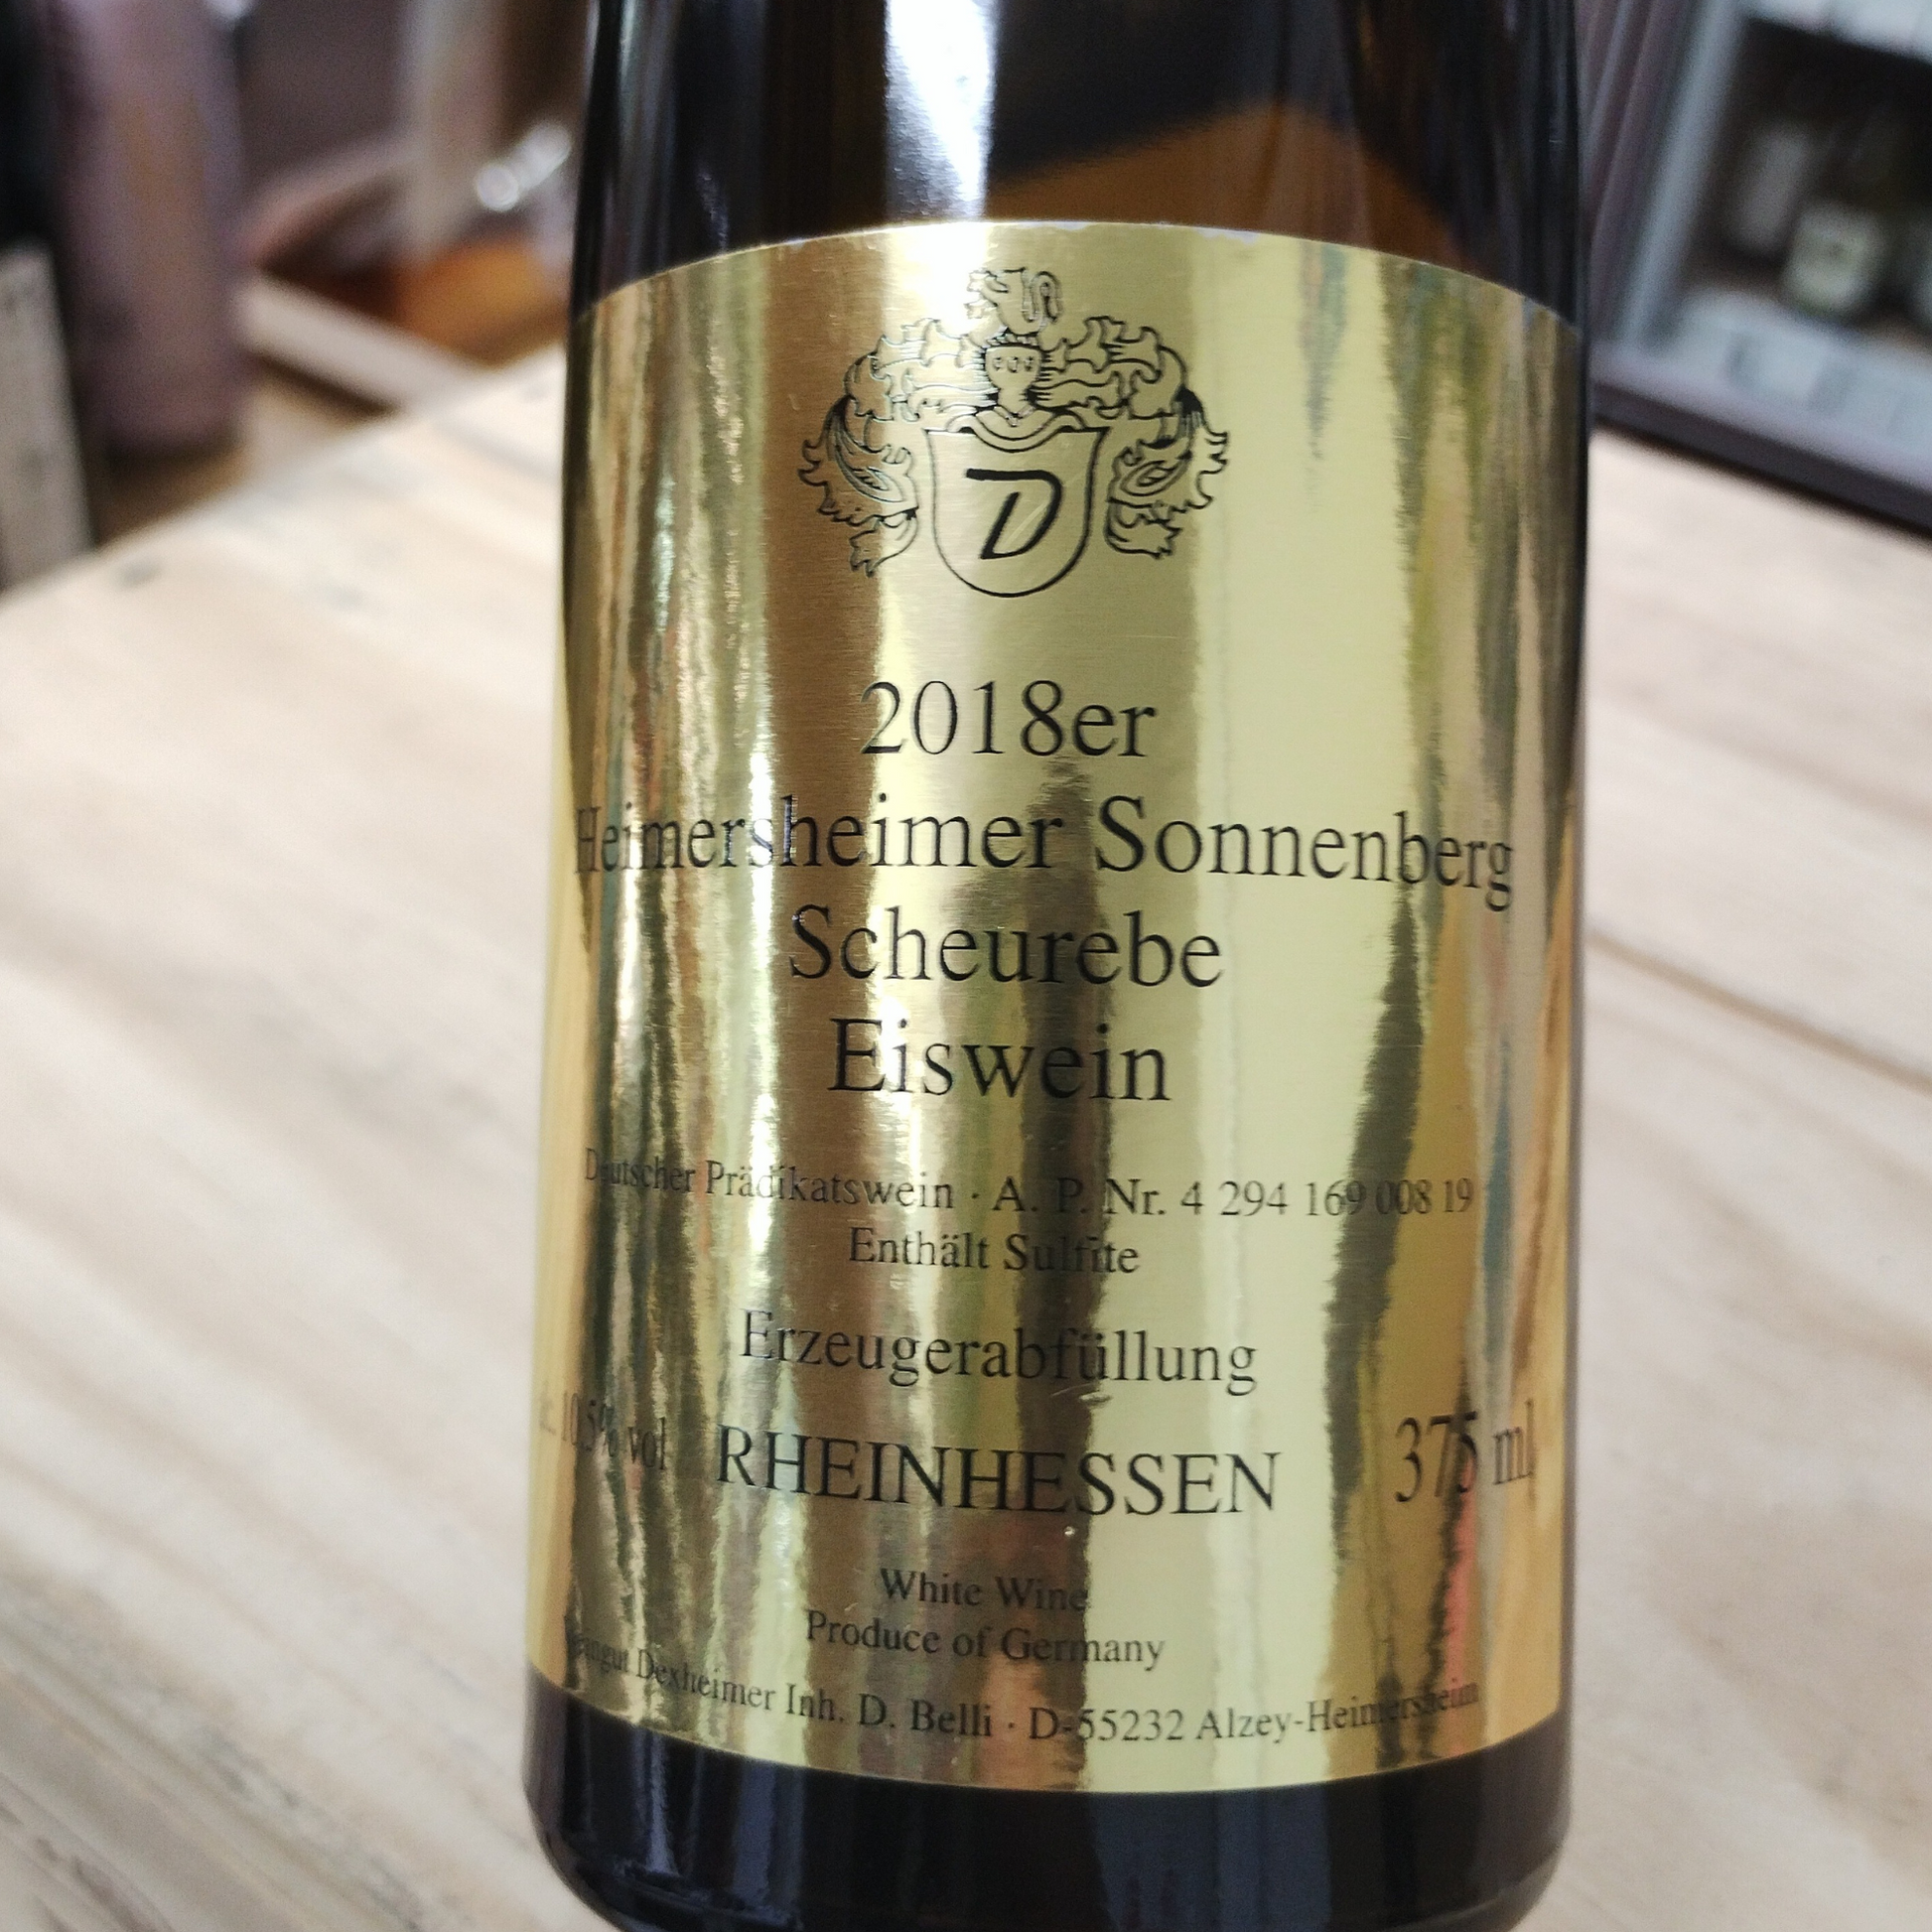 D
2018er
Heimersheimer Sonnenberg
Scheurebe
Eiswein
Deutscher Prädikatswein · A. P. Nr. 4 294 169 008 19
Enthält Sulfite
Erzeugerabfüllung
10,5% vol RHEINHESSEN 375 ml
White Wine
Produce of Germany
Weingut Dexheimer Inh. D. Belli · D-55232 Alzey-Heimersheim